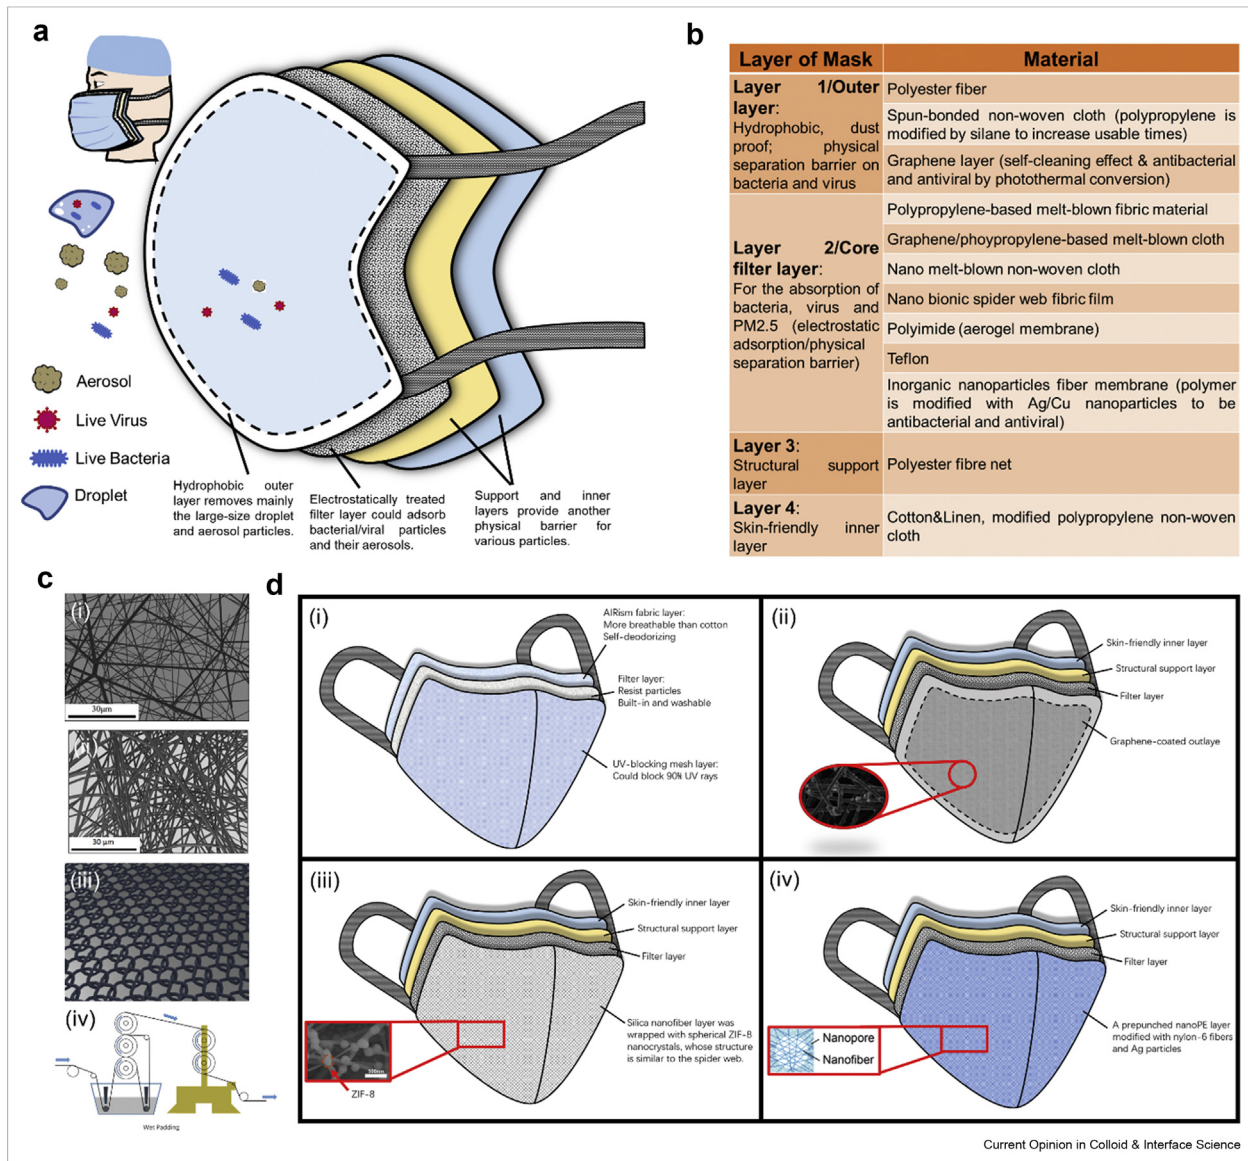 a
Aerosol
Live Virus
Live Bacteria
Droplet
Hydrophobic outer
layer removes mainly
the large-size droplet
and aerosol particles.
Electrostatically treated
filter layer could adsorb
bacterial/viral particles
and their aerosols.
Support and inner
layers provide another
physical barrier for
various particles.
b
Layer of Mask
Material
Layer 1/Outer
layer:
Hydrophobic, dust
proof; physical
separation barrier on
bacteria and virus
Polyester fiber
Spun-bonded non-woven cloth (polypropylene is
modified by silane to increase usable times)
Graphene layer (self-cleaning effect & antibacterial
and antiviral by photothermal conversion)
Layer 2/Core
filter layer:
For the absorption of
bacteria, virus and
PM2.5 (electrostatic
adsorption/physical
separation barrier)
Polypropylene-based melt-blown fibric material
Graphene/phoypropylene-based melt-blown cloth
Nano melt-blown non-woven cloth
Nano bionic spider web fibric film
Polyimide (aerogel membrane)
Teflon
Inorganic nanoparticles fiber membrane (polymer
is modified with Ag/Cu nanoparticles to be
antibacterial and antiviral)
Layer 3:
Structural support
layer
Polyester fibre net
Layer 4:
Skin-friendly inner
layer
Cotton&Linen, modified polypropylene non-woven
cloth
c
(i)
30μm
30 μm
(iii)
(iv)
Wet Padding
d
(i)
AIRism fabric layer:
More breathable than cotton
Self-deodorizing
Filter layer:
Resist particles
Built-in and washable
UV-blocking mesh layer:
Could block 90% UV rays
(ii)
Skin-friendly inner layer
Structural support layer
Filter layer
Graphene-coated outlaye
(iii)
Skin-friendly inner layer
Structural support layer
Filter layer
Silica nanofiber layer was
wrapped with spherical ZIF-8
nanocrystals, whose structure
is similar to the spider web.
ZIF-8
(iv)
Skin-friendly inner layer
Structural support layer
Filter layer
A prepunched nanoPE layer
modified with nylon-6 fibers
and Ag particles
Nanopore
Nanofiber
Current Opinion in Colloid & Interface Science